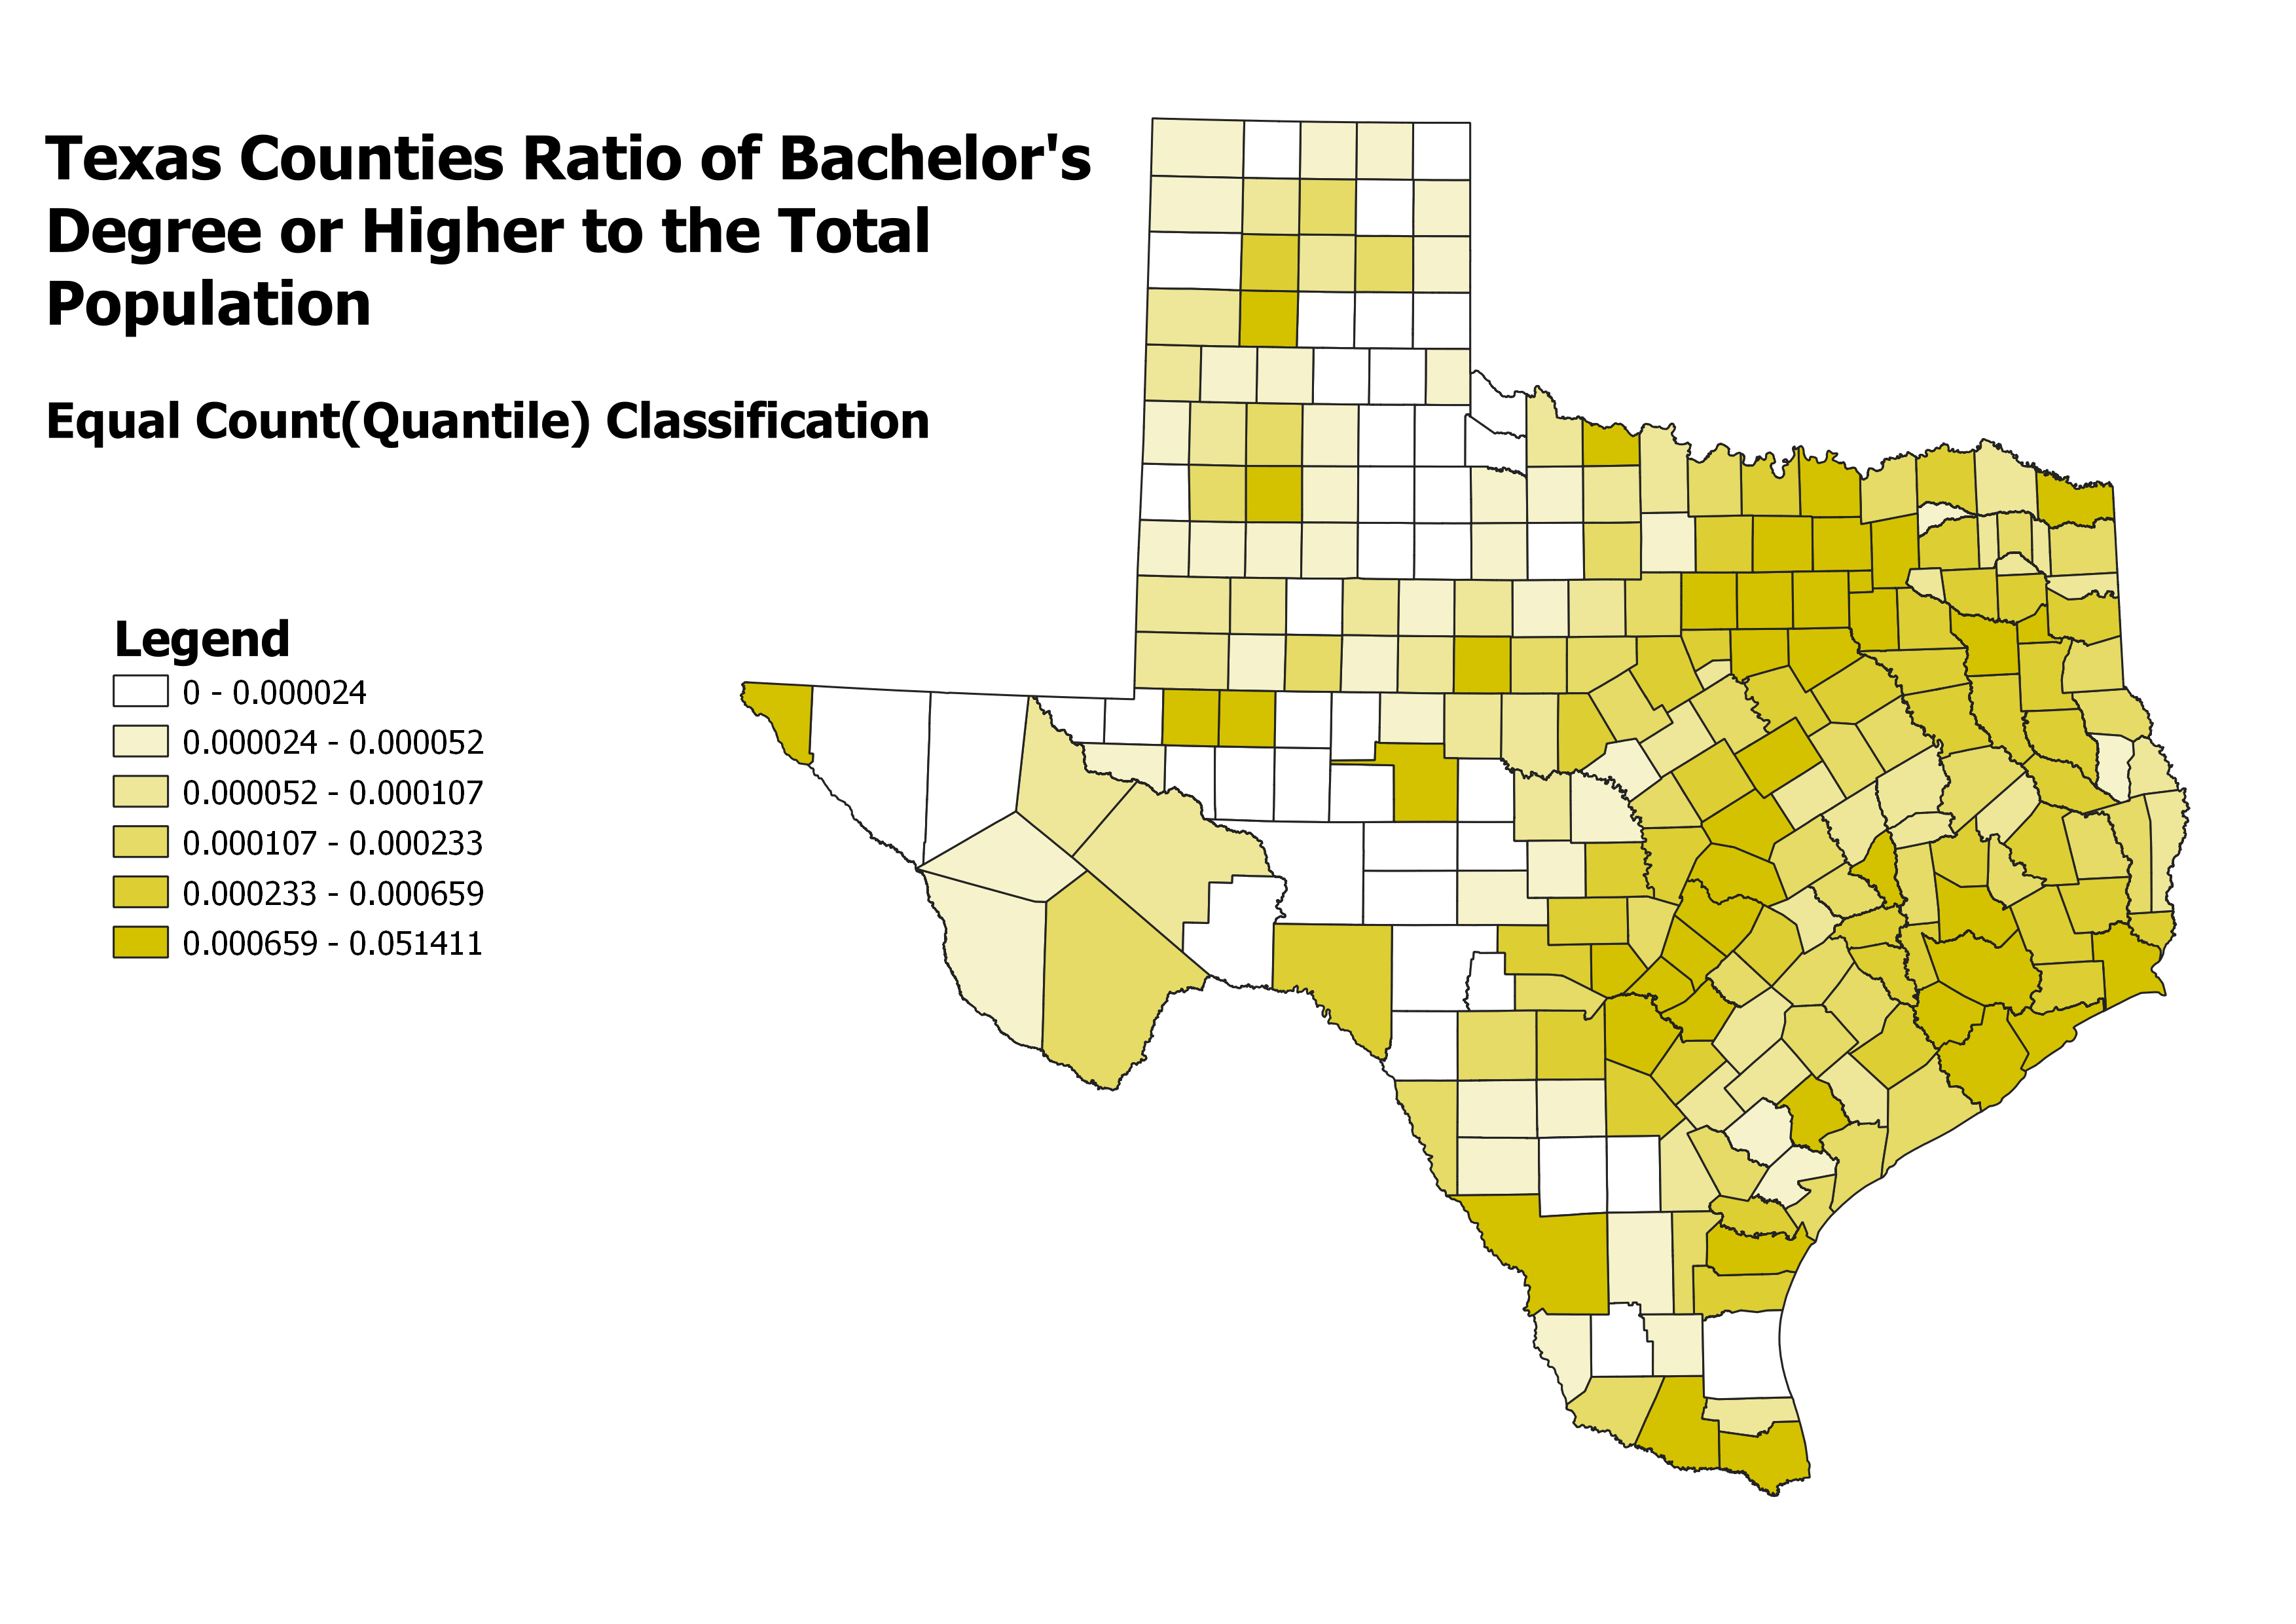 Texas Counties Ratio of Bachelor's
Degree or Higher to the Total
Population
Equal Count(Quantile) Classification
Legend
0 - 0.000024
0.000024 - 0.000052
0.000052 - 0.000107
0.000107 - 0.000233
0.000233 - 0.000659
0.000659 - 0.051411